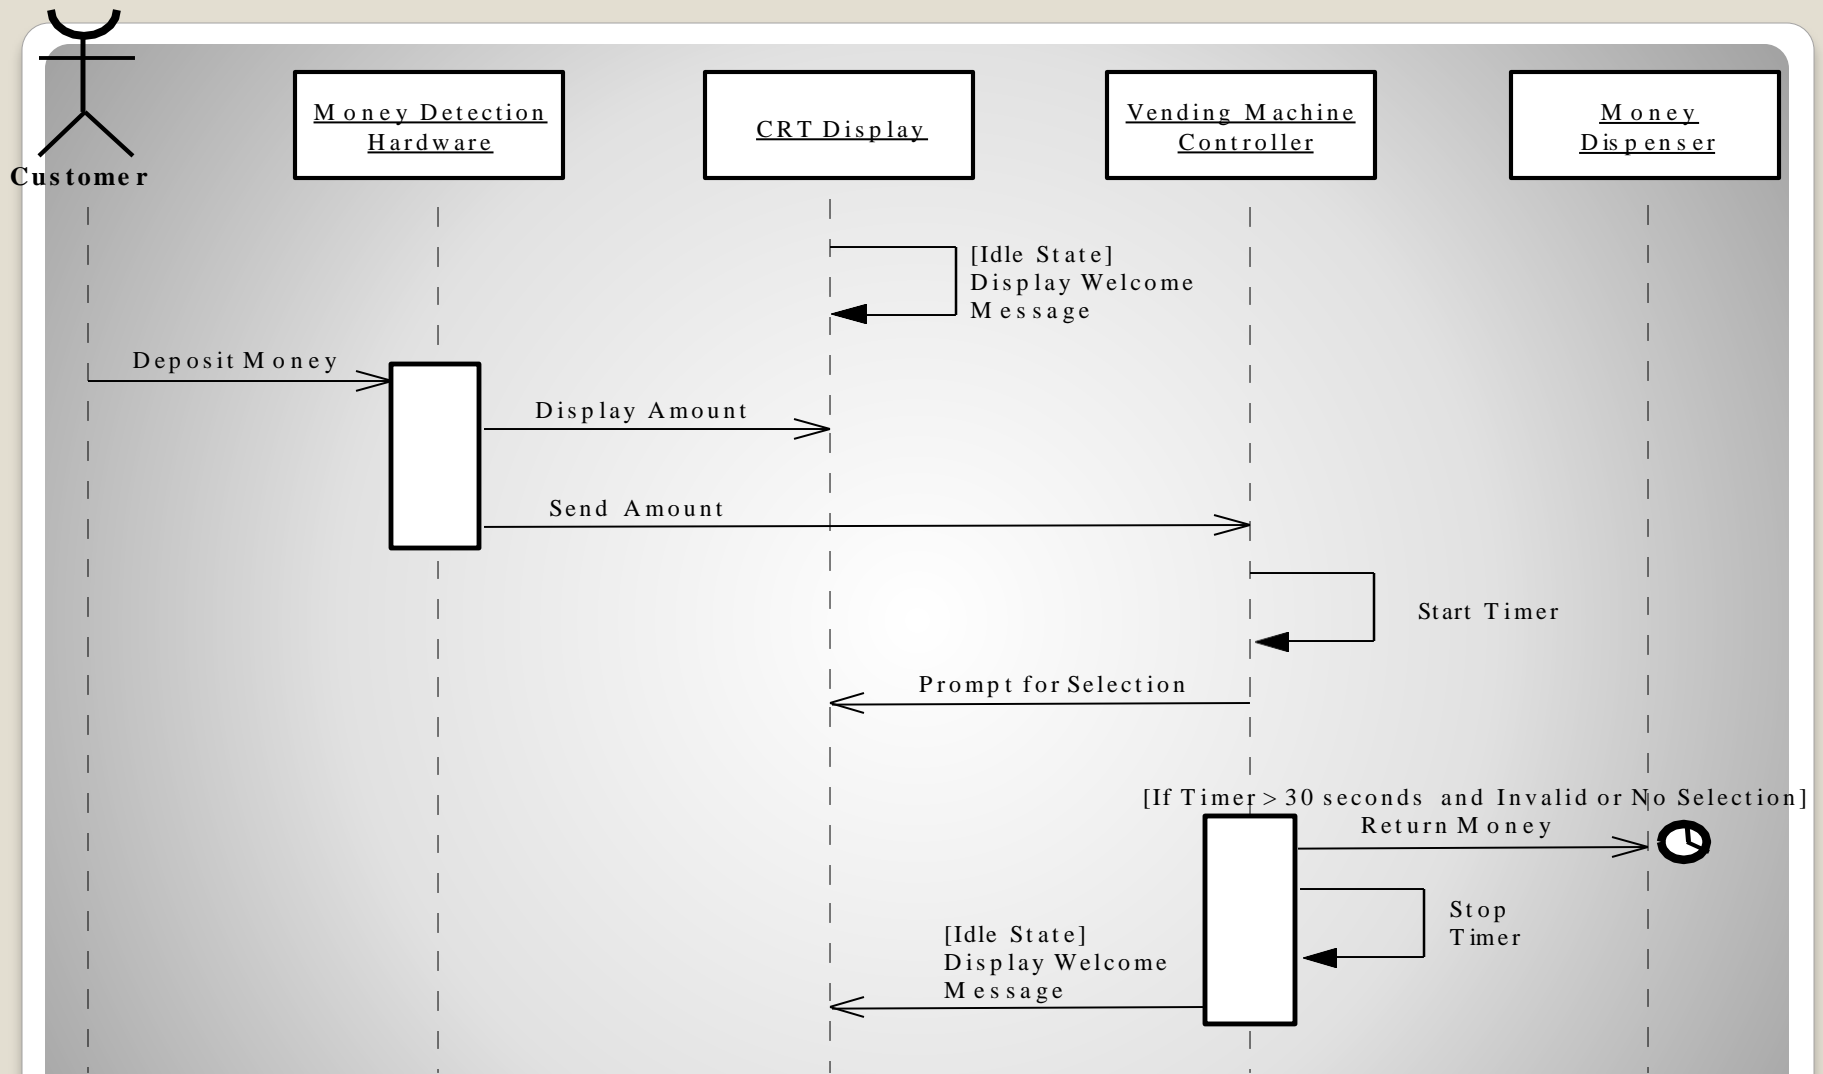 Customer
Money Detection
Hardware
CRT Display
Vending Machine
Controller
Money
Dispenser
[Idle State]
Display Welcome
Message
Deposit Money
Display Amount
Send Amount
Start Timer
Prompt for Selection
[If Timer > 30 seconds and Invalid or No Selection]
Return Money
Stop
Timer
[Idle State]
Display Welcome
Message